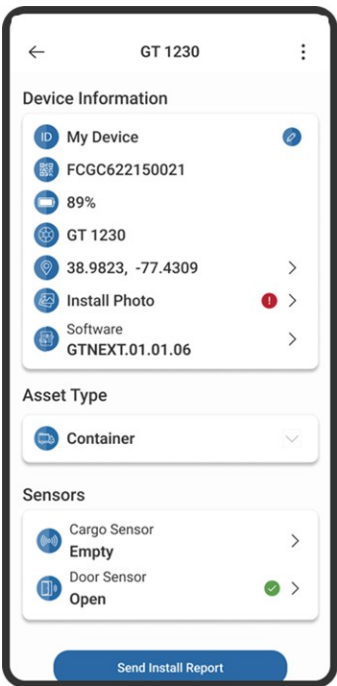 GT 1230
Device Information
ID My Device
FCGC622150021
89%
GT 1230
38.9823, -77.4309
Install Photo
Software
GTNEXT.01.01.06
Asset Type
Container
Sensors
Cargo Sensor
Empty
Door Sensor
Open
Send Install Report